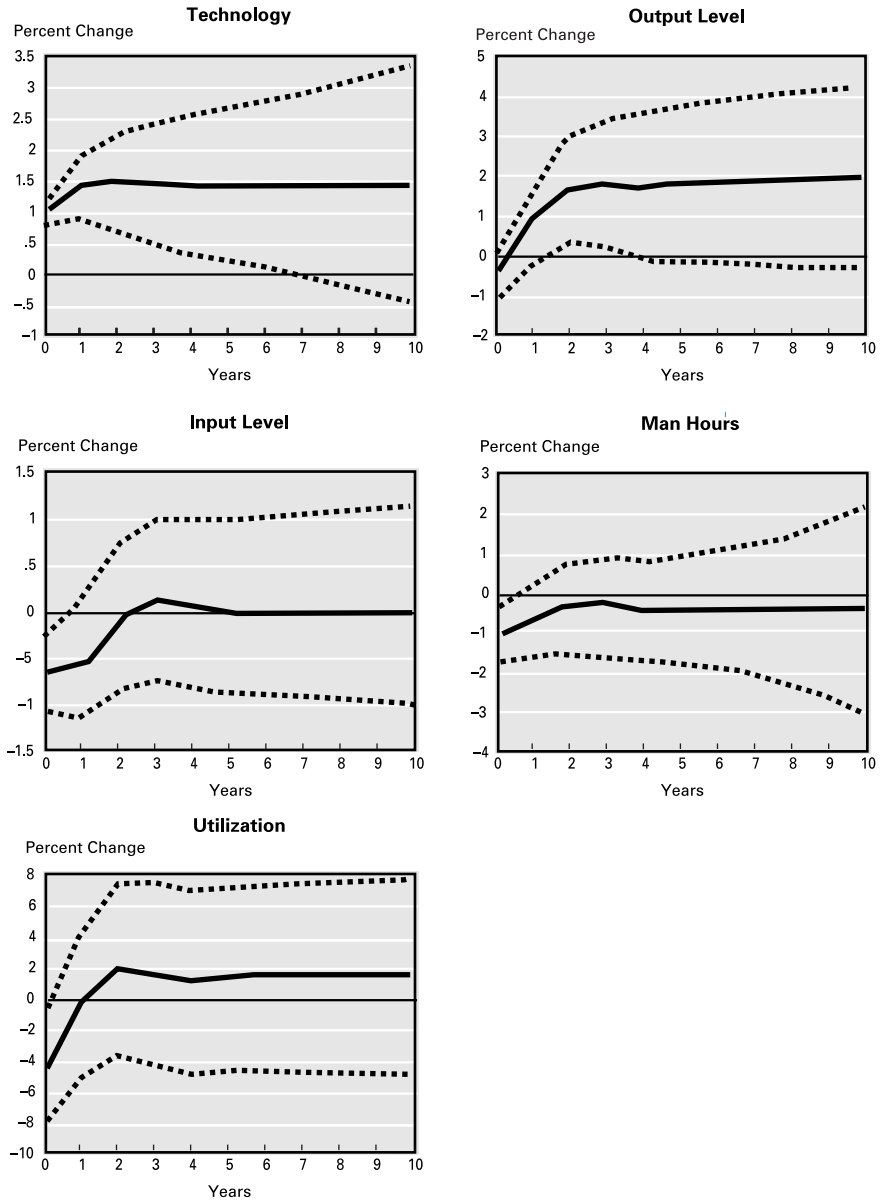 Technology
Percent Change
3.5
3
2.5
2
1.5
1
.5
0
–.5
–1
0 1 2 3 4 5 6 7 8 9 10
Years
Output Level
Percent Change
5
4
3
2
1
0
–1
–2
0 1 2 3 4 5 6 7 8 9 10
Years
Input Level
Percent Change
1.5
1
.5
0
–5
–1
–1.5
0 1 2 3 4 5 6 7 8 9 10
Years
Man Hours
Percent Change
3
2
1
0
–1
–2
–3
–4
0 1 2 3 4 5 6 7 8 9 10
Years
Utilization
Percent Change
8
6
4
2
0
–2
–4
–6
–8
–10
0 1 2 3 4 5 6 7 8 9 10
Years